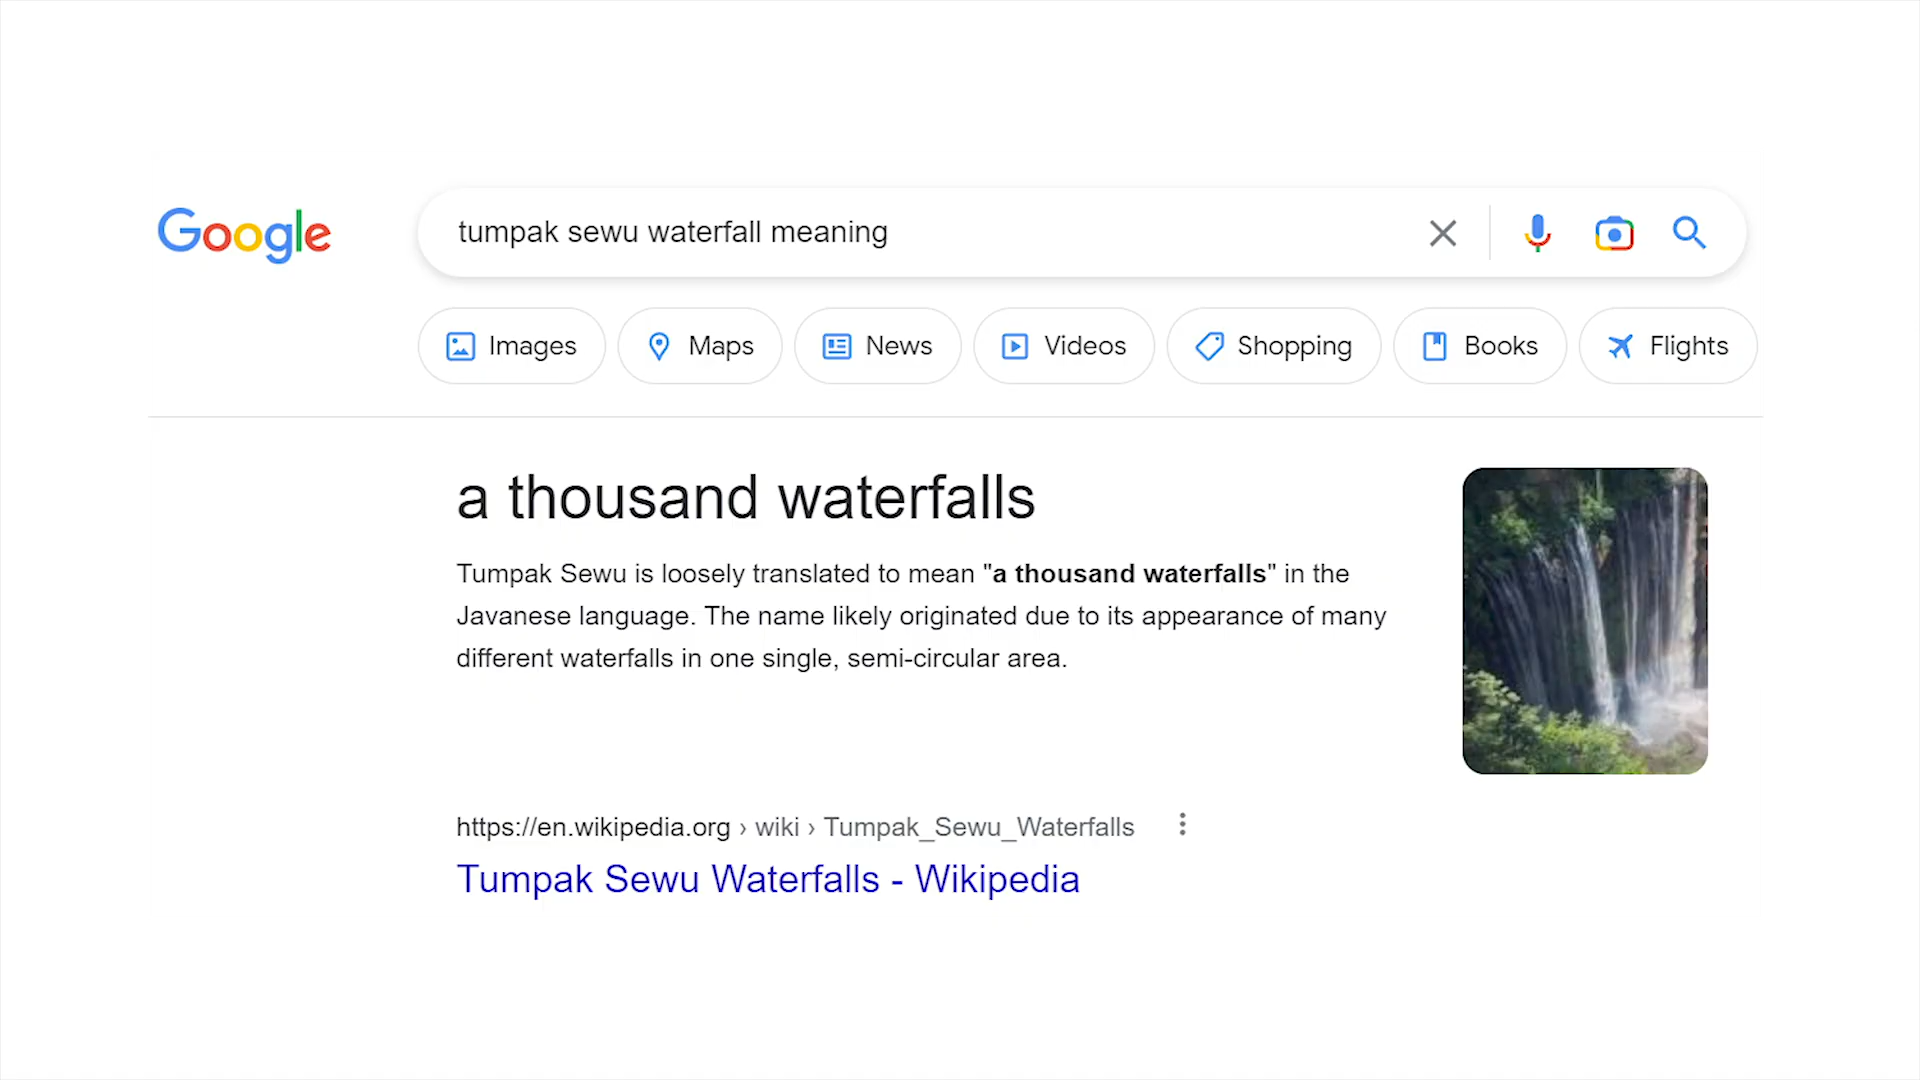 Google
tumpak sewu waterfall meaning
Images
Maps
News
Videos
Shopping
Books
Flights
a thousand waterfalls
Tumpak Sewu is loosely translated to mean "a thousand waterfalls" in the
Javanese language. The name likely originated due to its appearance of many
different waterfalls in one single, semi-circular area.
https://en.wikipedia.org › wiki › Tumpak_Sewu_Waterfalls
Tumpak Sewu Waterfalls - Wikipedia